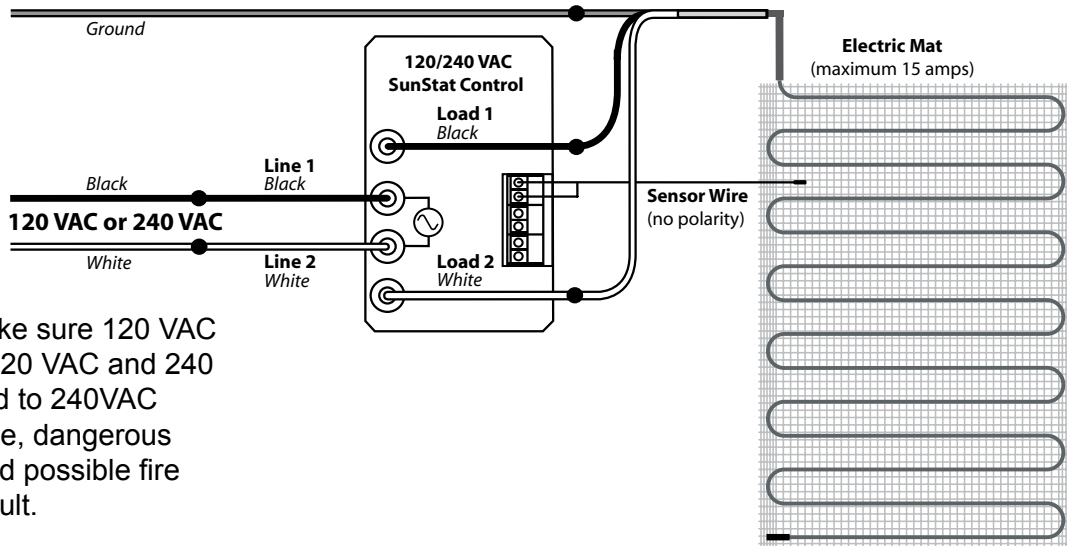 Ground
120/240 VAC
SunStat Control
Load 1
Black
Electric Mat
(maximum 15 amps)
Black
Line 1
Black
120 VAC or 240 VAC
White
Line 2
White
Load 2
White
Sensor Wire
(no polarity)
sure 120 VAC
20 VAC and 240
to 240VAC
dangerous
possible fire